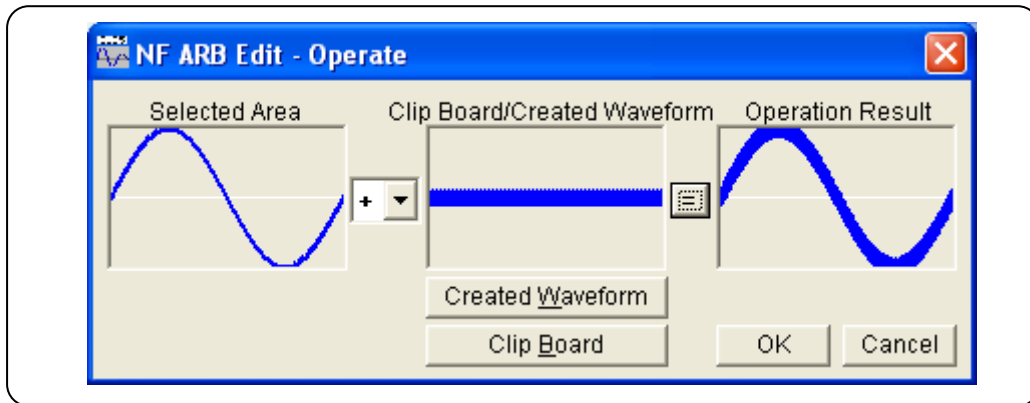 NF ARB Edit - Operate
Selected Area
Clip Board/Created Waveform
Operation Result
+
=
Created Waveform
Clip Board
OK
Cancel